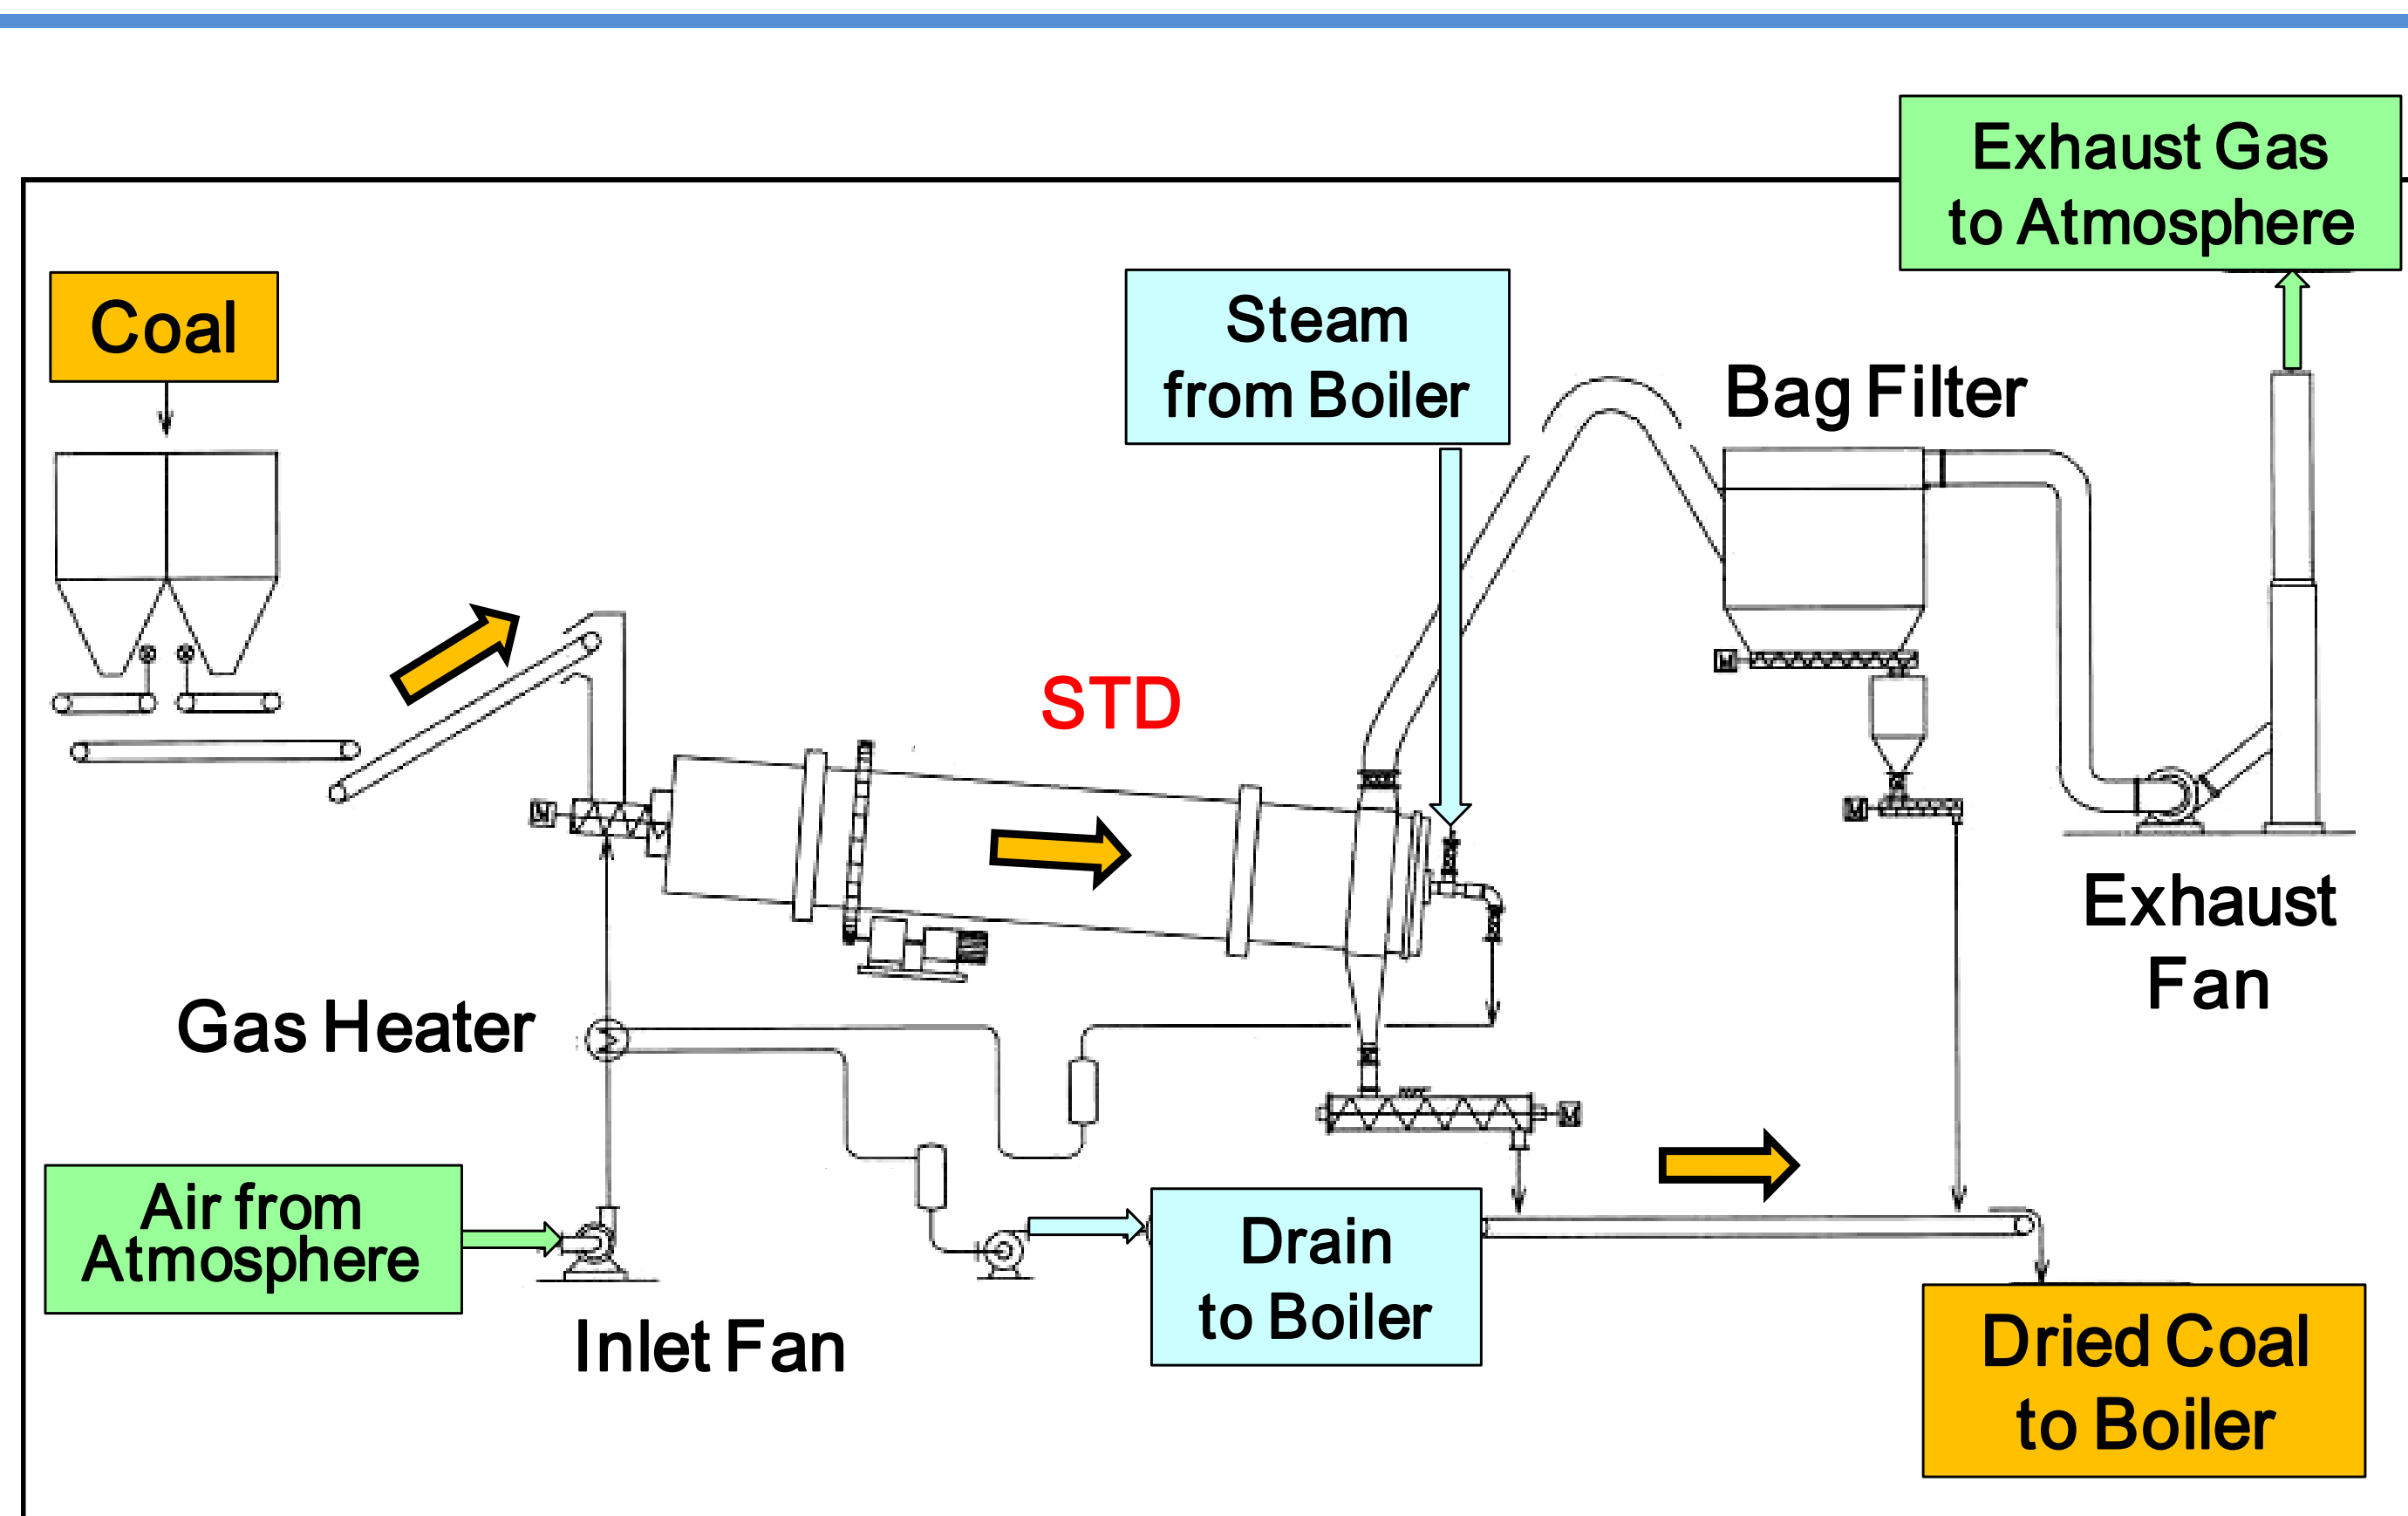 Exhaust Gas
to Atmosphere
Coal
Steam
from Boiler
Bag Filter
STD
M
M
M
Exhaust
Fan
Gas Heater
M
Air from
Atmosphere
Drain
to Boiler
Inlet Fan
Dried Coal
to Boiler